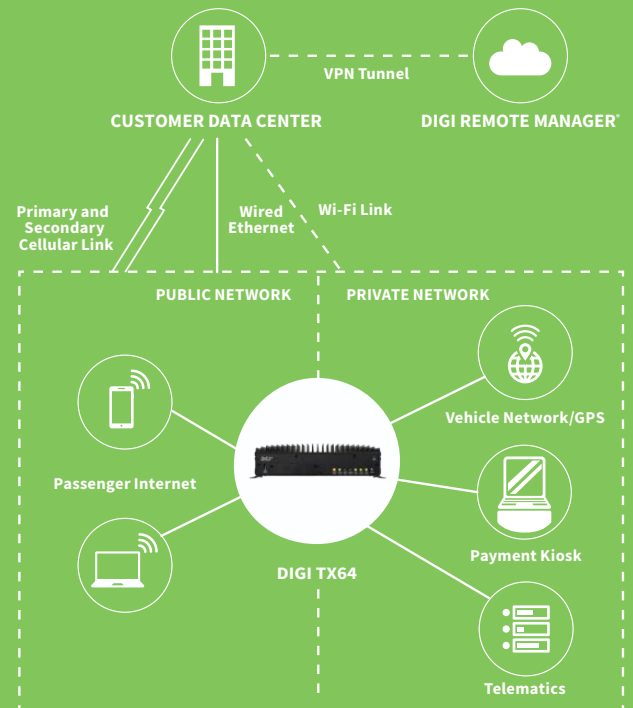 VPN Tunnel
CUSTOMER DATA CENTER
DIGI REMOTE MANAGER®
Primary and
Secondary
Cellular Link
Wired
Ethernet
Wi-Fi Link
PUBLIC NETWORK
PRIVATE NETWORK
Vehicle Network/GPS
Passenger Internet
Payment Kiosk
DIGI TX64
Telematics